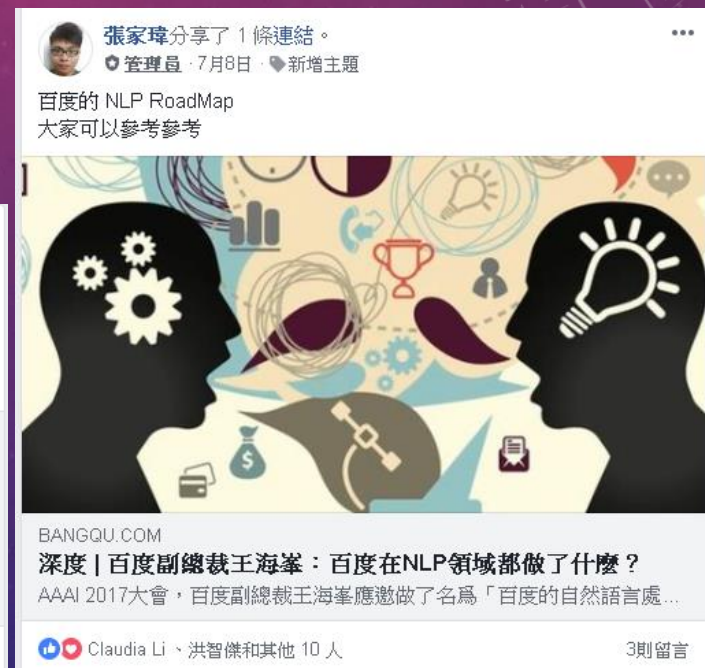 張家瑋分享了 1 條連結。
管理員 · 7月8日 · 新增主題
百度的 NLP RoadMap
大家可以參考參考
BANGQU.COM
深度 | 百度副總裁王海峯：百度在NLP領域都做了什麼？
AAAI 2017大會，百度副總裁王海峯應邀做了名爲「百度的自然語言處...
Claudia Li、洪智傑和其他 10 人
3則留言